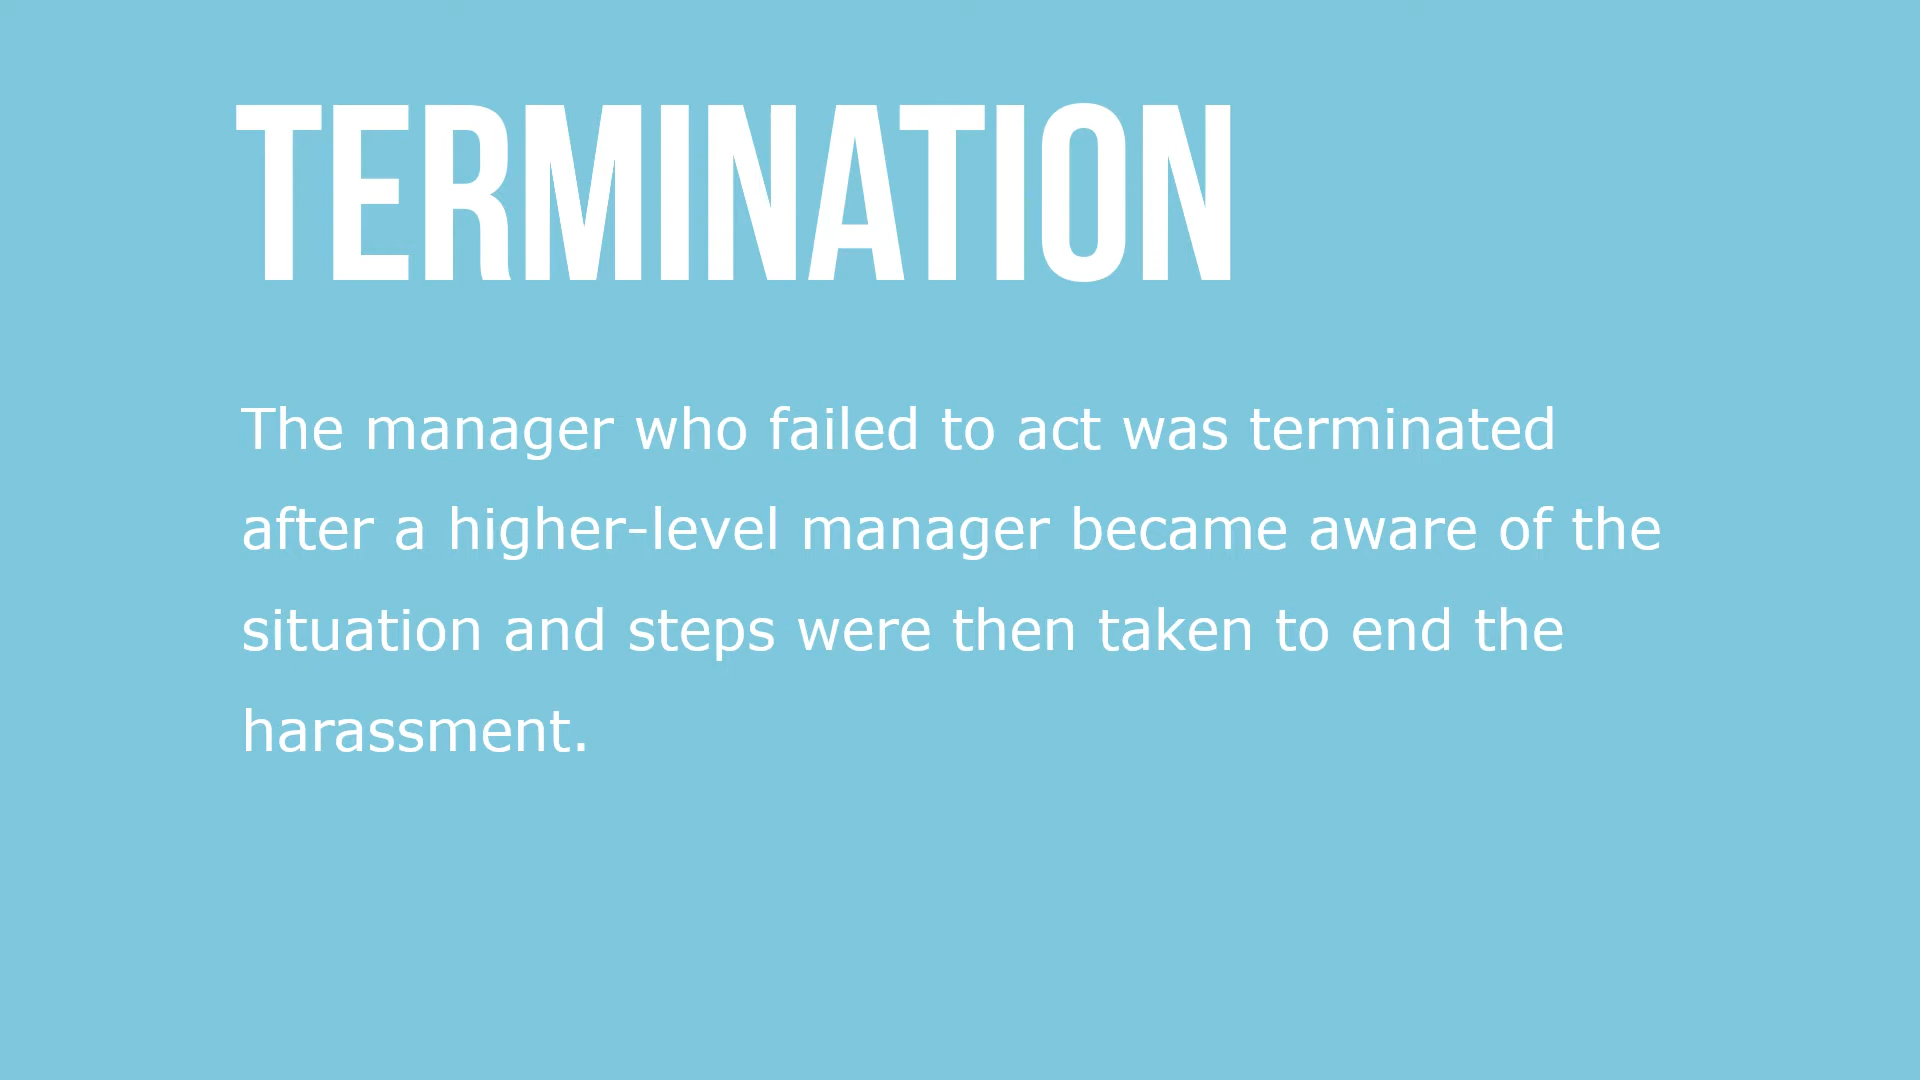 TERMINATION
The manager who failed to act was terminated
after a higher-level manager became aware of the
situation and steps were then taken to end the
harassment.